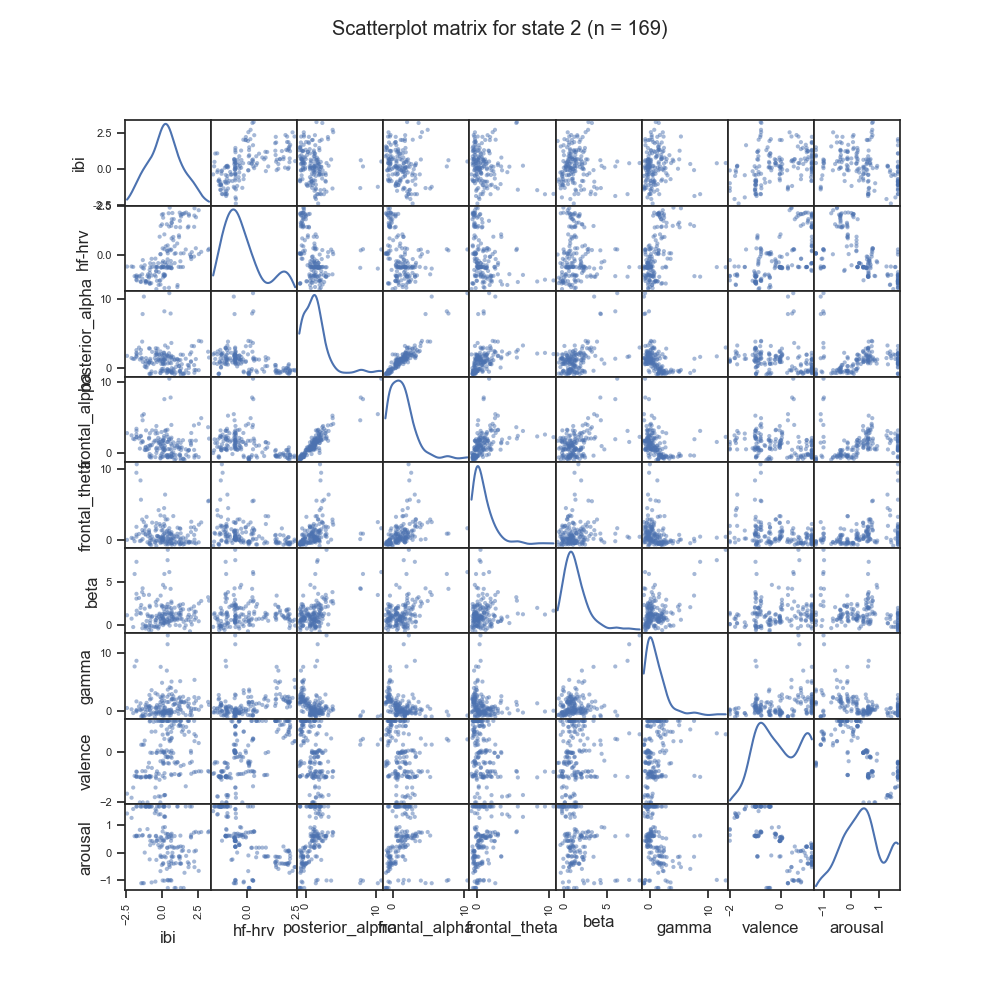 Scatterplot matrix for state 2 (n = 169)
ibi
2.5
0.0
−2.5
hf-hrv
2.5
0.0
posterior_alpha
10
0
frontal_alpha
10
0
frontal_theta
10
0
beta
5
0
gamma
10
0
valence
0
−2
arousal
1
0
−1
−2.5 0.0 2.5 0.0 2.5 0 10 0 10 0 10 0 5 0 10 −2 0 −1 0 1
ibi hf-hrv posterior_alpha frontal_alpha frontal_theta beta gamma valence arousal